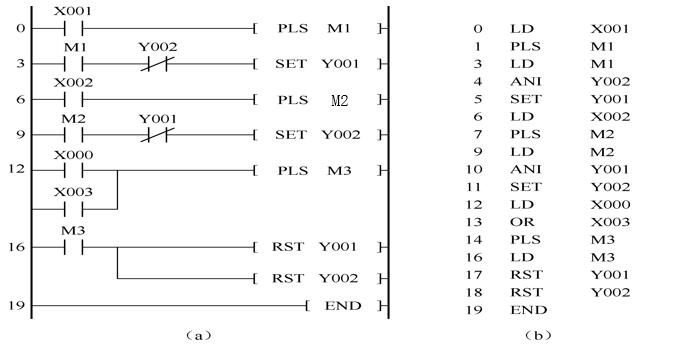 X001
0 [ PLS M1 ]
M1 Y002
3 [ SET Y001 ]
X002
6 [ PLS M2 ]
M2 Y001
9 [ SET Y002 ]
X000
12 [ PLS M3 ]
X003
M3
16 [ RST Y001 ]
[ RST Y002 ]
19 [ END ]
(a)
0 LD X001
1 PLS M1
3 LD M1
4 ANI Y002
5 SET Y001
6 LD X002
7 PLS M2
9 LD M2
10 ANI Y001
11 SET Y002
12 LD X000
13 OR X003
14 PLS M3
16 LD M3
17 RST Y001
18 RST Y002
19 END
(b)